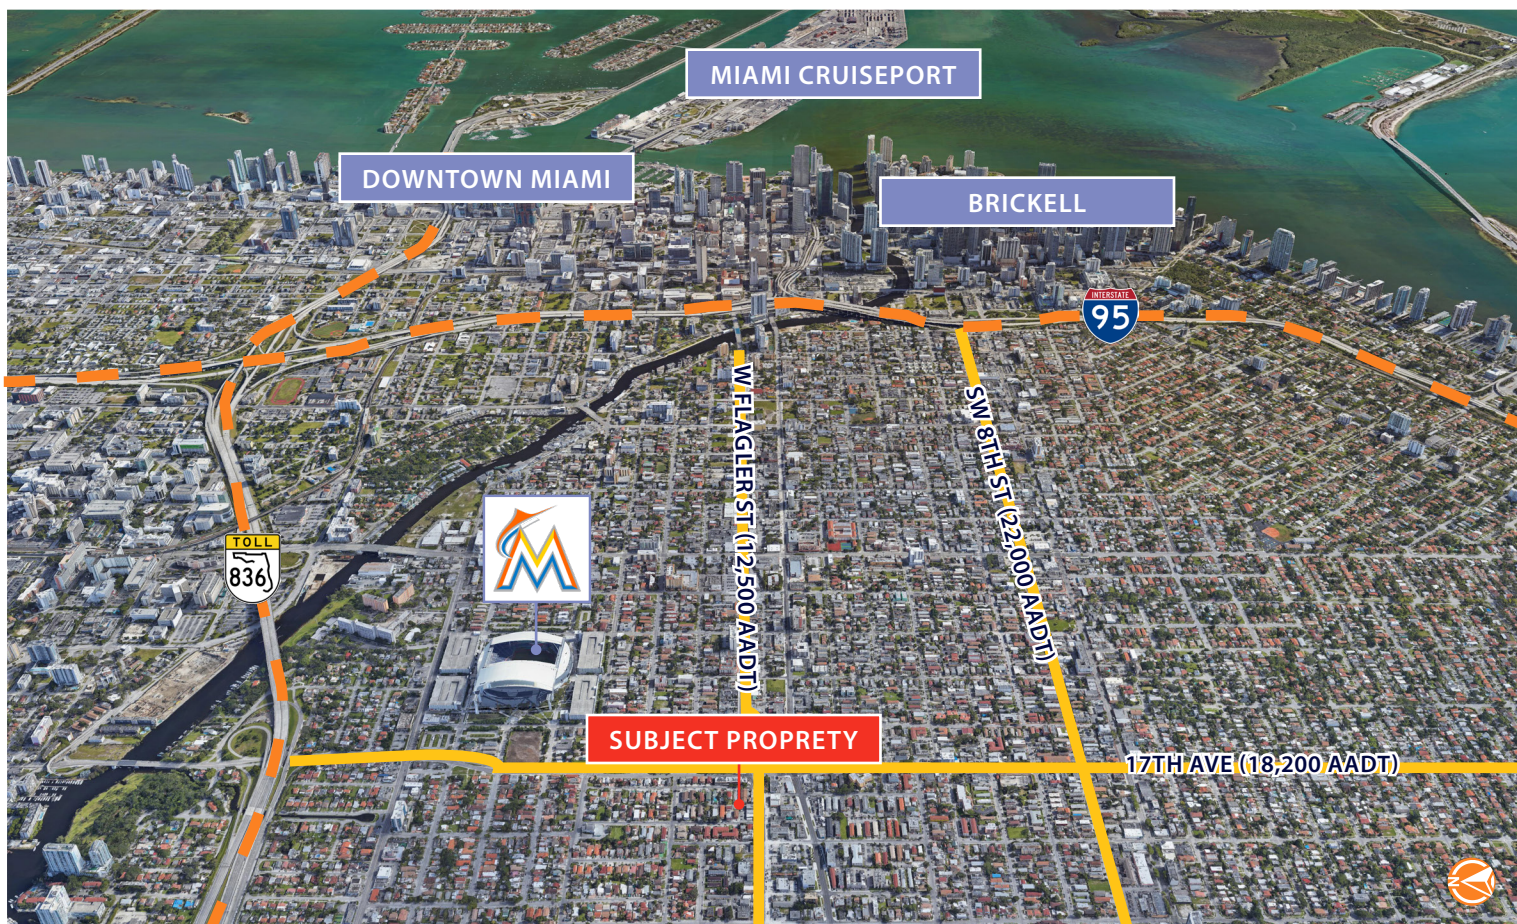 MIAMI CRUISEPORT
DOWNTOWN MIAMI
BRICKELL
INTERSTATE
95
W FLAGLER ST (12,500 AADT)
SW 8TH ST (22,000 AADT)
TOLL
836
M
SUBJECT PROPRETY
17TH AVE (18,200 AADT)
N